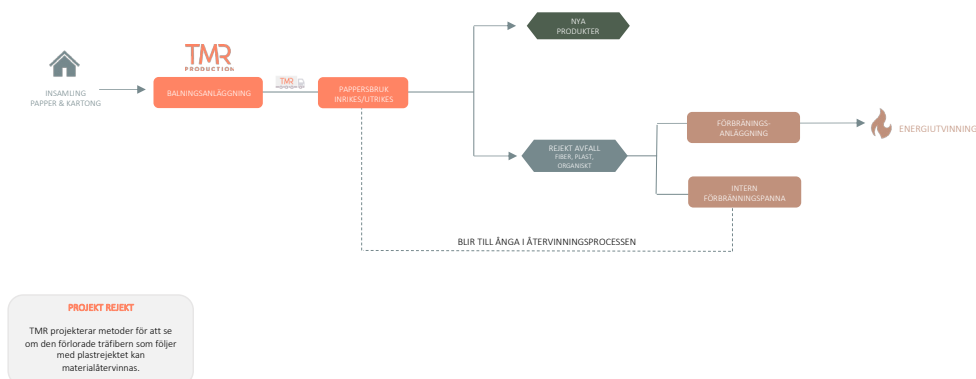 INSAMLING
PAPPER & KARTONG
TMR
PRODUCTION
BALNINGSANLÄGGNING
TMR
PAPPERSBRUK
INRIKES/UTRIKES
NYA
PRODUKTER
REJEKT AVFALL
FIBER, PLAST,
ORGANISKT
FÖRBRÄNINGS-
ANLÄGGNING
ENERGIUTVINNING
INTERN
FÖRBRÄNNINGSPANNA
BLIR TILL ÅNGA I ÅTERVINNINGSPROCESSEN
PROJEKT REJEKT
TMR projekterar metoder för att se
om den förlorade träfibern som följer
med plastrejektet kan
materialåtervinnas.